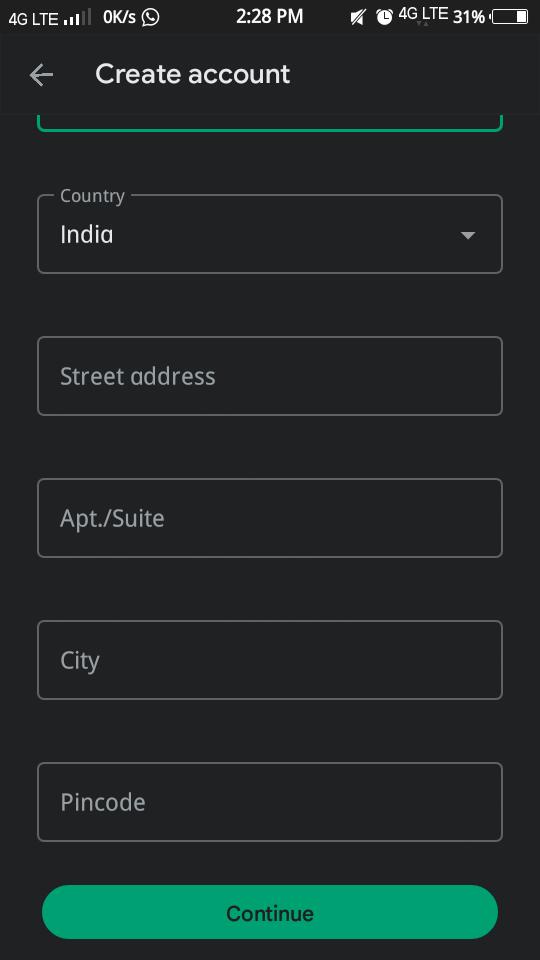 4G LTE 0K/s 2:28 PM 4G LTE 31%
Create account
Country
India
Street address
Apt./Suite
City
Pincode
Continue